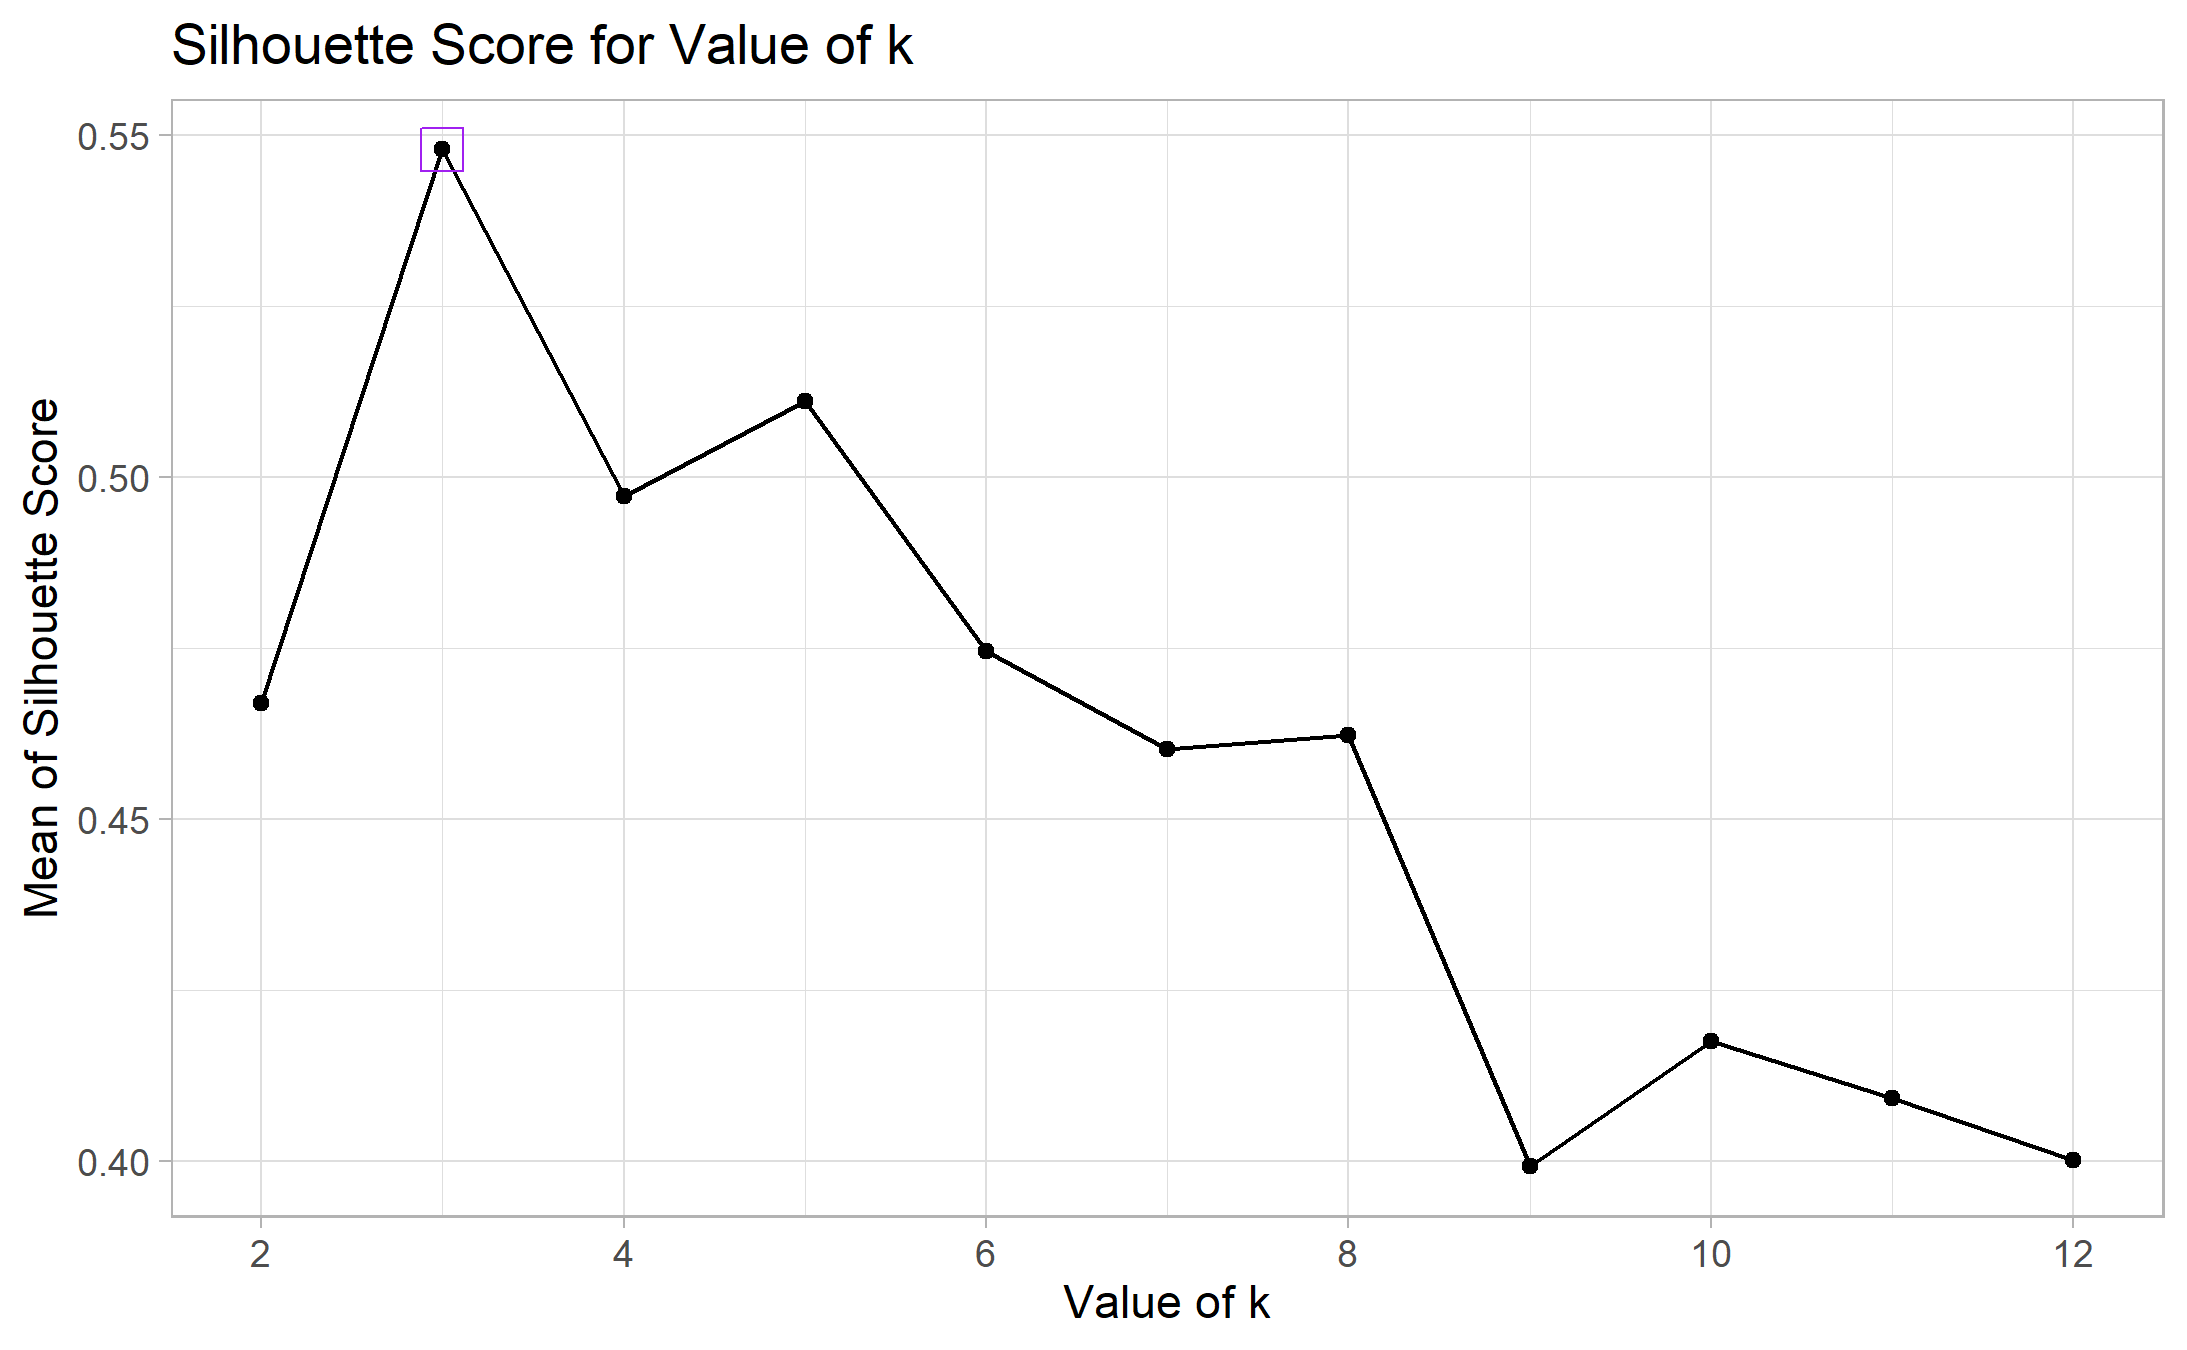 Silhouette Score for Value of k
Mean of Silhouette Score
0.55
0.50
0.45
0.40
2 4 6 8 10 12
Value of k